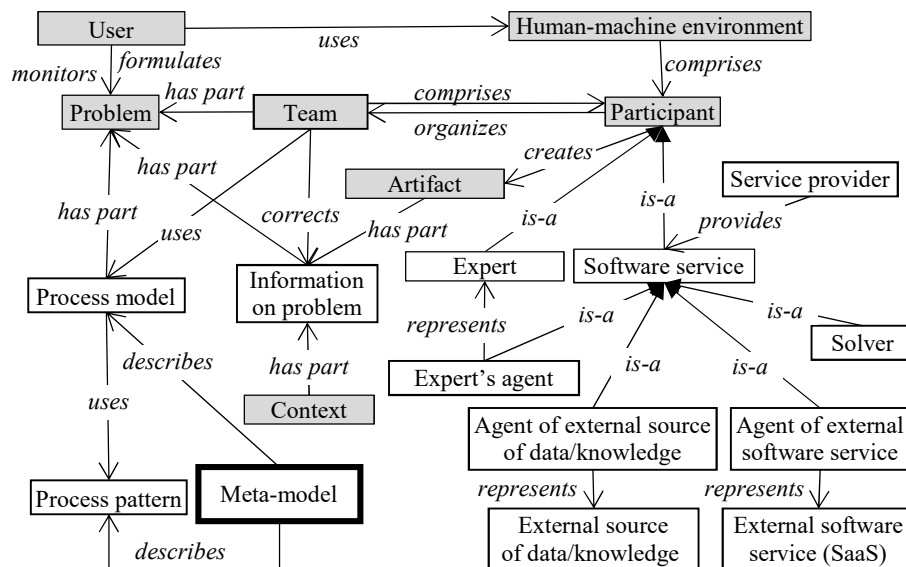 User
uses
Human-machine environment
monitors
formulates
comprises
Problem
has part
Team
comprises
organizes
Participant
has part
creates
Artifact
Service provider
has part
corrects
has part
is-a
is-a
provides
uses
Process model
Information
on problem
Expert
Software service
describes
represents
is-a
is-a
Solver
has part
is-a
is-a
Expert's agent
uses
Context
Agent of external source
of data/knowledge
Agent of external
software service
Process pattern
Meta-model
represents
represents
describes
External source
of data/knowledge
External software
service (SaaS)